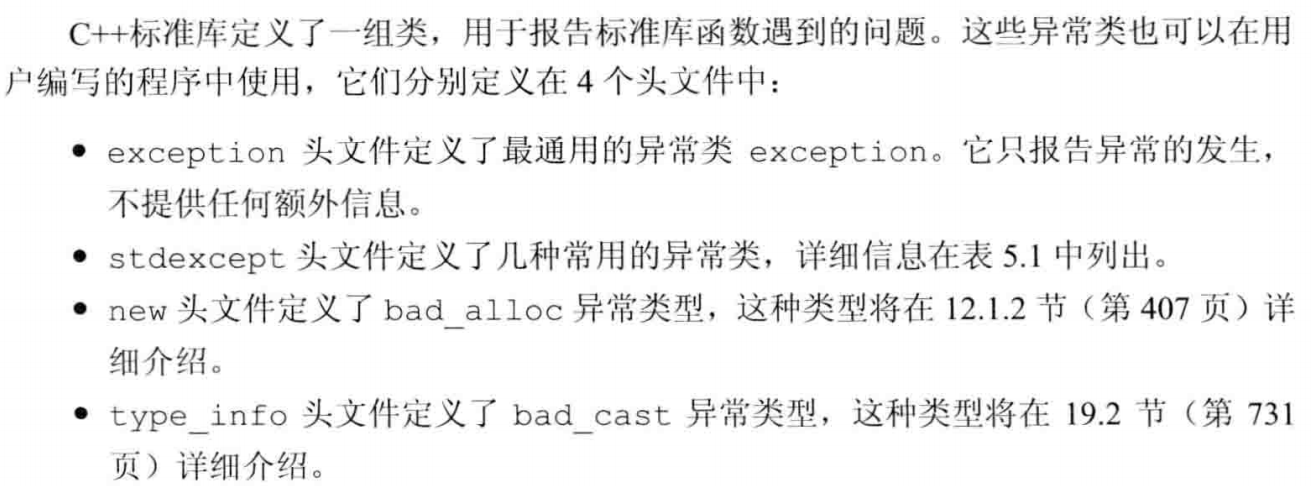 C++标准库定义了一组类，用于报告标准库函数遇到的问题。这些异常类也可以在用
户编写的程序中使用，它们分别定义在 4 个头文件中：
● exception 头文件定义了最通用的异常类 exception。它只报告异常的发生，
不提供任何额外信息。
● stdexcept 头文件定义了几种常用的异常类，详细信息在表 5.1 中列出。
● new 头文件定义了 bad_alloc 异常类型，这种类型将在 12.1.2 节（第 407 页）详
细介绍。
● type_info 头文件定义了 bad_cast 异常类型，这种类型将在 19.2 节（第 731
页）详细介绍。